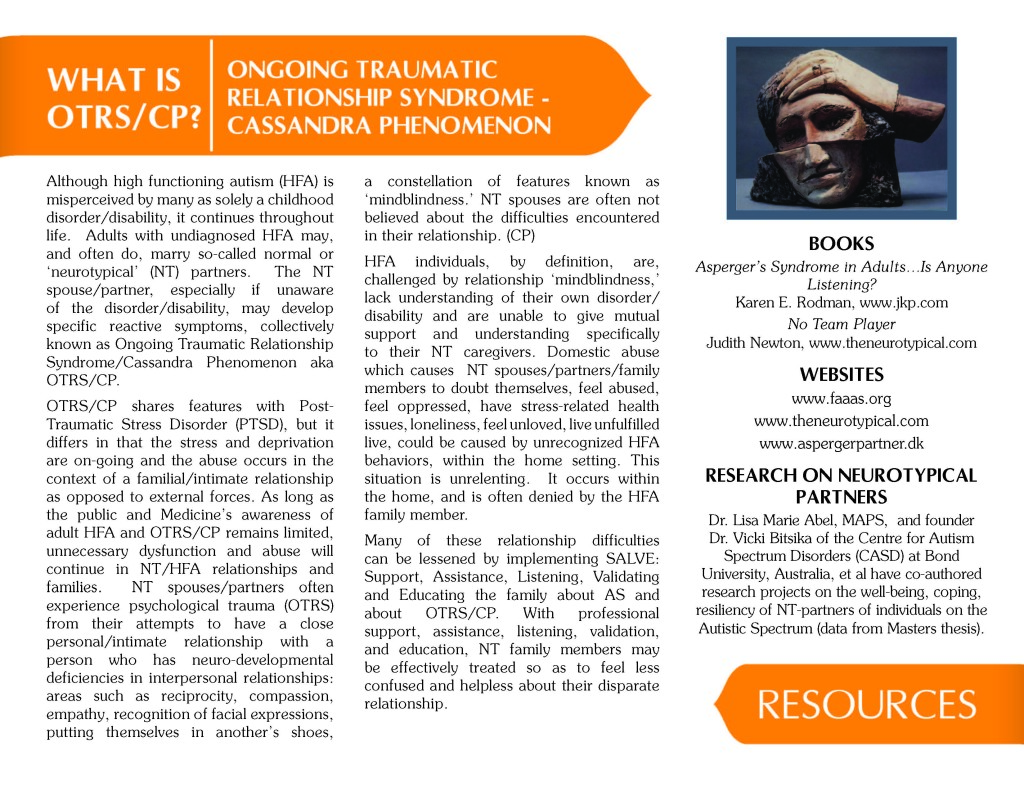 WHAT IS
OTRS/CP?
ONGOING TRAUMATIC
RELATIONSHIP SYNDROME -
CASSANDRA PHENOMENON
Although high functioning autism (HFA) is
misperceived by many as solely a childhood
disorder/disability, it continues throughout
life. Adults with undiagnosed HFA may,
and often do, marry so-called normal or
‘neurotypical’ (NT) partners. The NT
spouse/partner, especially if unaware
of the disorder/disability, may develop
specific reactive symptoms, collectively
known as Ongoing Traumatic Relationship
Syndrome/Cassandra Phenomenon aka
OTRS/CP.
OTRS/CP shares features with Post-
Traumatic Stress Disorder (PTSD), but it
differs in that the stress and deprivation
are on-going and the abuse occurs in the
context of a familial/intimate relationship
as opposed to external forces. As long as
the public and Medicine’s awareness of
adult HFA and OTRS/CP remains limited,
unnecessary dysfunction and abuse will
continue in NT/HFA relationships and
families. NT spouses/partners often
experience psychological trauma (OTRS)
from their attempts to have a close
personal/intimate relationship with a
person who has neuro-developmental
deficiencies in interpersonal relationships:
areas such as reciprocity, compassion,
empathy, recognition of facial expressions,
putting themselves in another’s shoes,
a constellation of features known as
‘mindblindness.’ NT spouses are often not
believed about the difficulties encountered
in their relationship. (CP)
HFA individuals, by definition, are,
challenged by relationship ‘mindblindness,’
lack understanding of their own disorder/
disability and are unable to give mutual
support and understanding specifically
to their NT caregivers. Domestic abuse
which causes NT spouses/partners/family
members to doubt themselves, feel abused,
feel oppressed, have stress-related health
issues, loneliness, feel unloved, live unfulfilled
live, could be caused by unrecognized HFA
behaviors, within the home setting. This
situation is unrelenting. It occurs within
the home, and is often denied by the HFA
family member.
Many of these relationship difficulties
can be lessened by implementing SALVE:
Support, Assistance, Listening, Validating
and Educating the family about AS and
about OTRS/CP. With professional
support, assistance, listening, validation,
and education, NT family members may
be effectively treated so as to feel less
confused and helpless about their disparate
relationship.
BOOKS
Asperger’s Syndrome in Adults…Is Anyone
Listening?
Karen E. Rodman, www.jkp.com
No Team Player
Judith Newton, www.theneurotypical.com
WEBSITES
www.faaas.org
www.theneurotypical.com
www.aspergerpartner.dk
RESEARCH ON NEUROTYPICAL
PARTNERS
Dr. Lisa Marie Abel, MAPS, and founder
Dr. Vicki Bitsika of the Centre for Autism
Spectrum Disorders (CASD) at Bond
University, Australia, et al have co-authored
research projects on the well-being, coping,
resiliency of NT-partners of individuals on the
Autistic Spectrum (data from Masters thesis).
RESOURCES